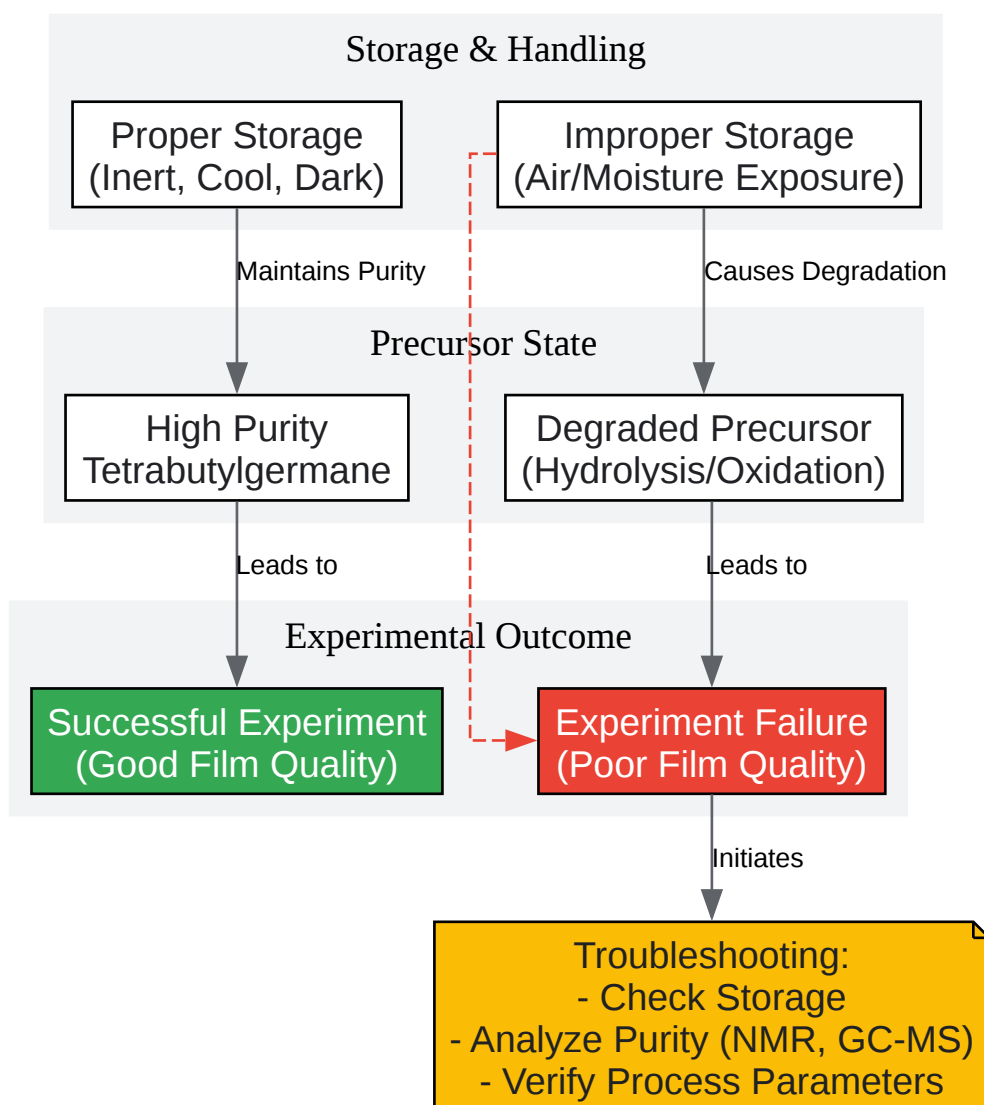 Storage & Handling
Proper Storage
(Inert, Cool, Dark)
Improper Storage
(Air/Moisture Exposure)
Maintains Purity
Causes Degradation
Precursor State
High Purity
Tetrabutylgermane
Degraded Precursor
(Hydrolysis/Oxidation)
Leads to
Leads to
Experimental Outcome
Successful Experiment
(Good Film Quality)
Experiment Failure
(Poor Film Quality)
Initiates
Troubleshooting:
- Check Storage
- Analyze Purity (NMR, GC-MS)
- Verify Process Parameters